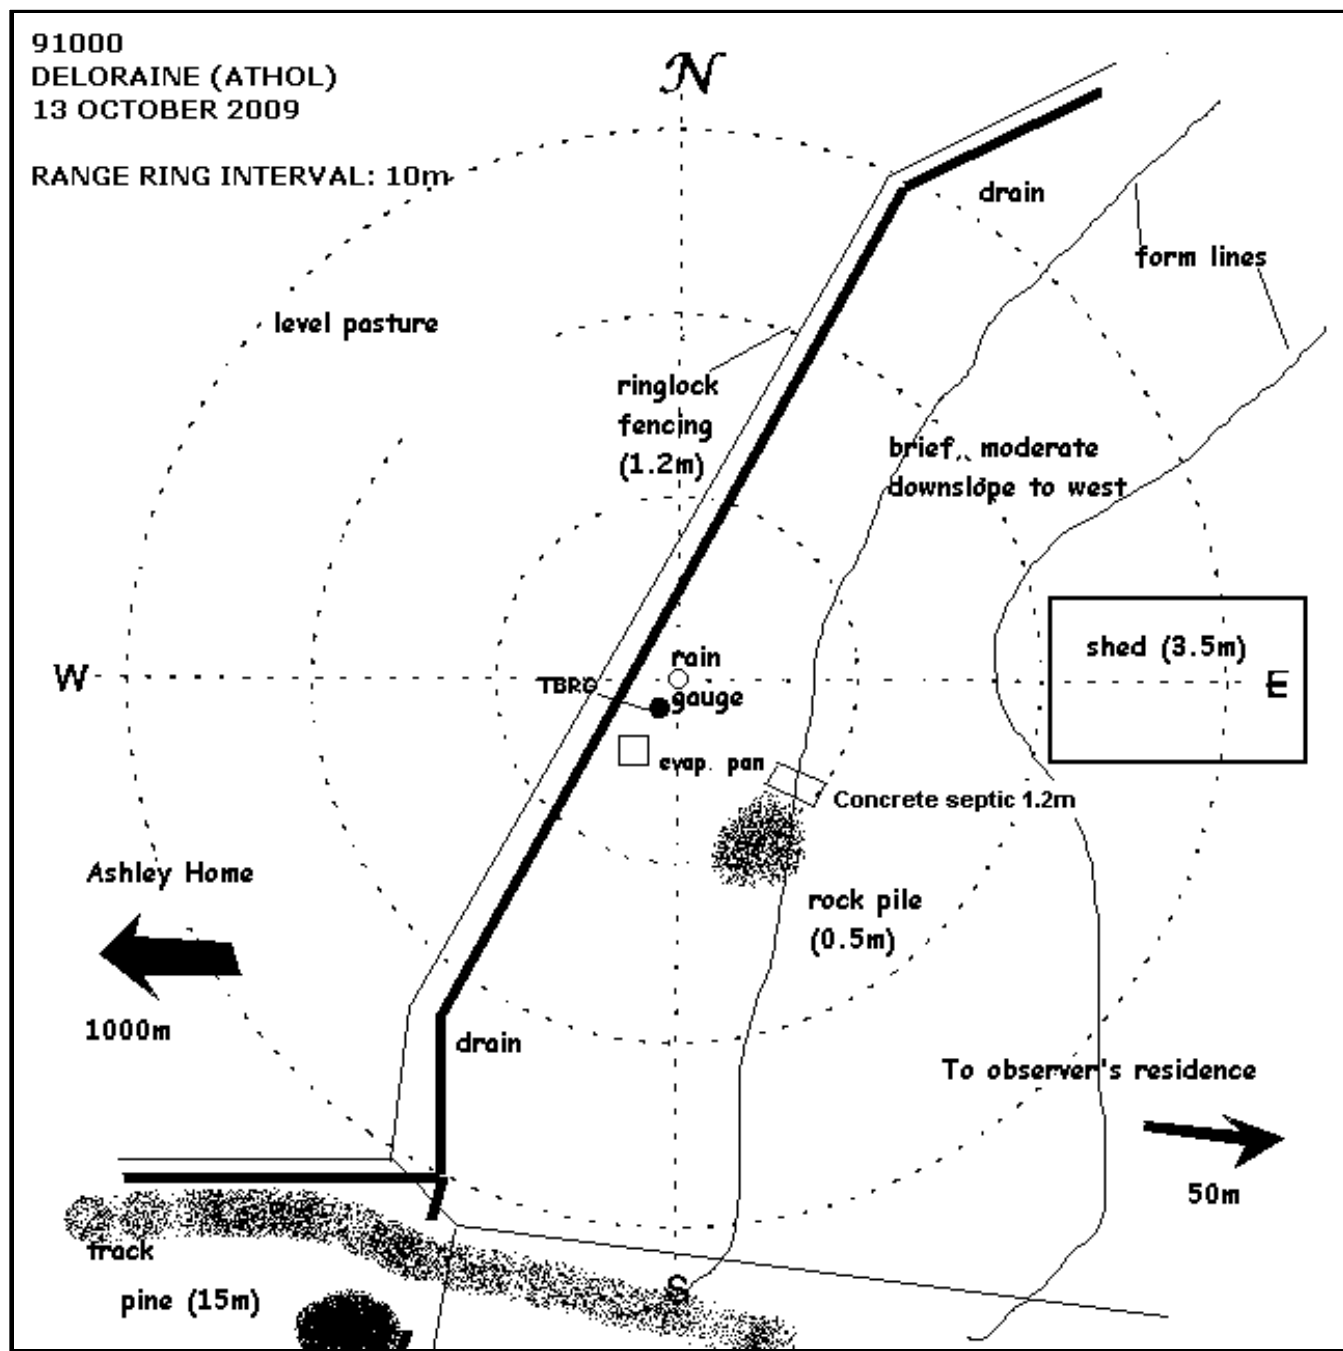 91000
DELORAINE (ATHOL)
13 OCTOBER 2009
RANGE RING INTERVAL: 10m
N
drain
form lines
level pasture
ringlock
fencing
(1.2m)
brief, moderate
downslope to west
W
TBRG
rain
gauge
shed (3.5m)
E
evap. pan
Concrete septic 1.2m
Ashley Home
1000m
rock pile
(0.5m)
drain
To observer's residence
50m
track
pine (15m)
S